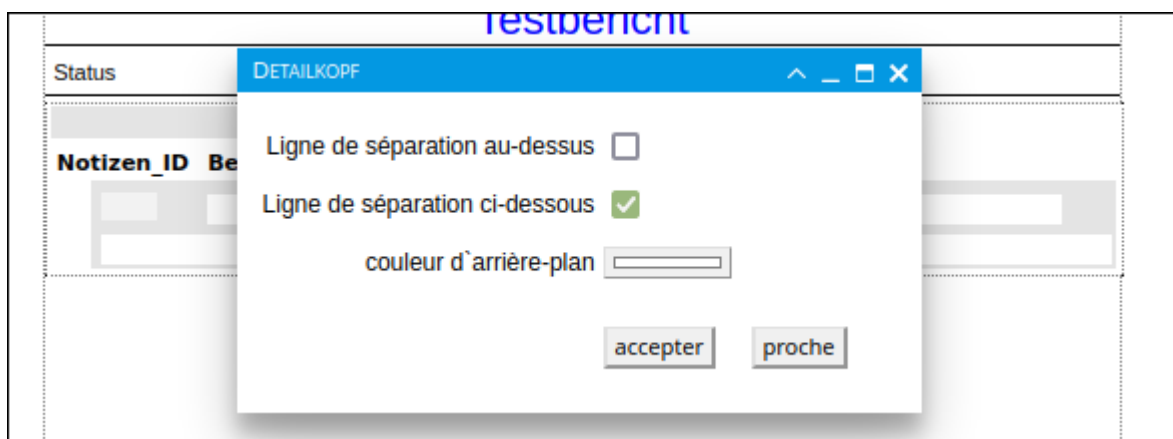 Testbericht
Status
DETAILKOPF
Ligne de séparation au-dessus
Notizen_ID Be
Ligne de séparation ci-dessous
couleur d`arrière-plan
accepter proche